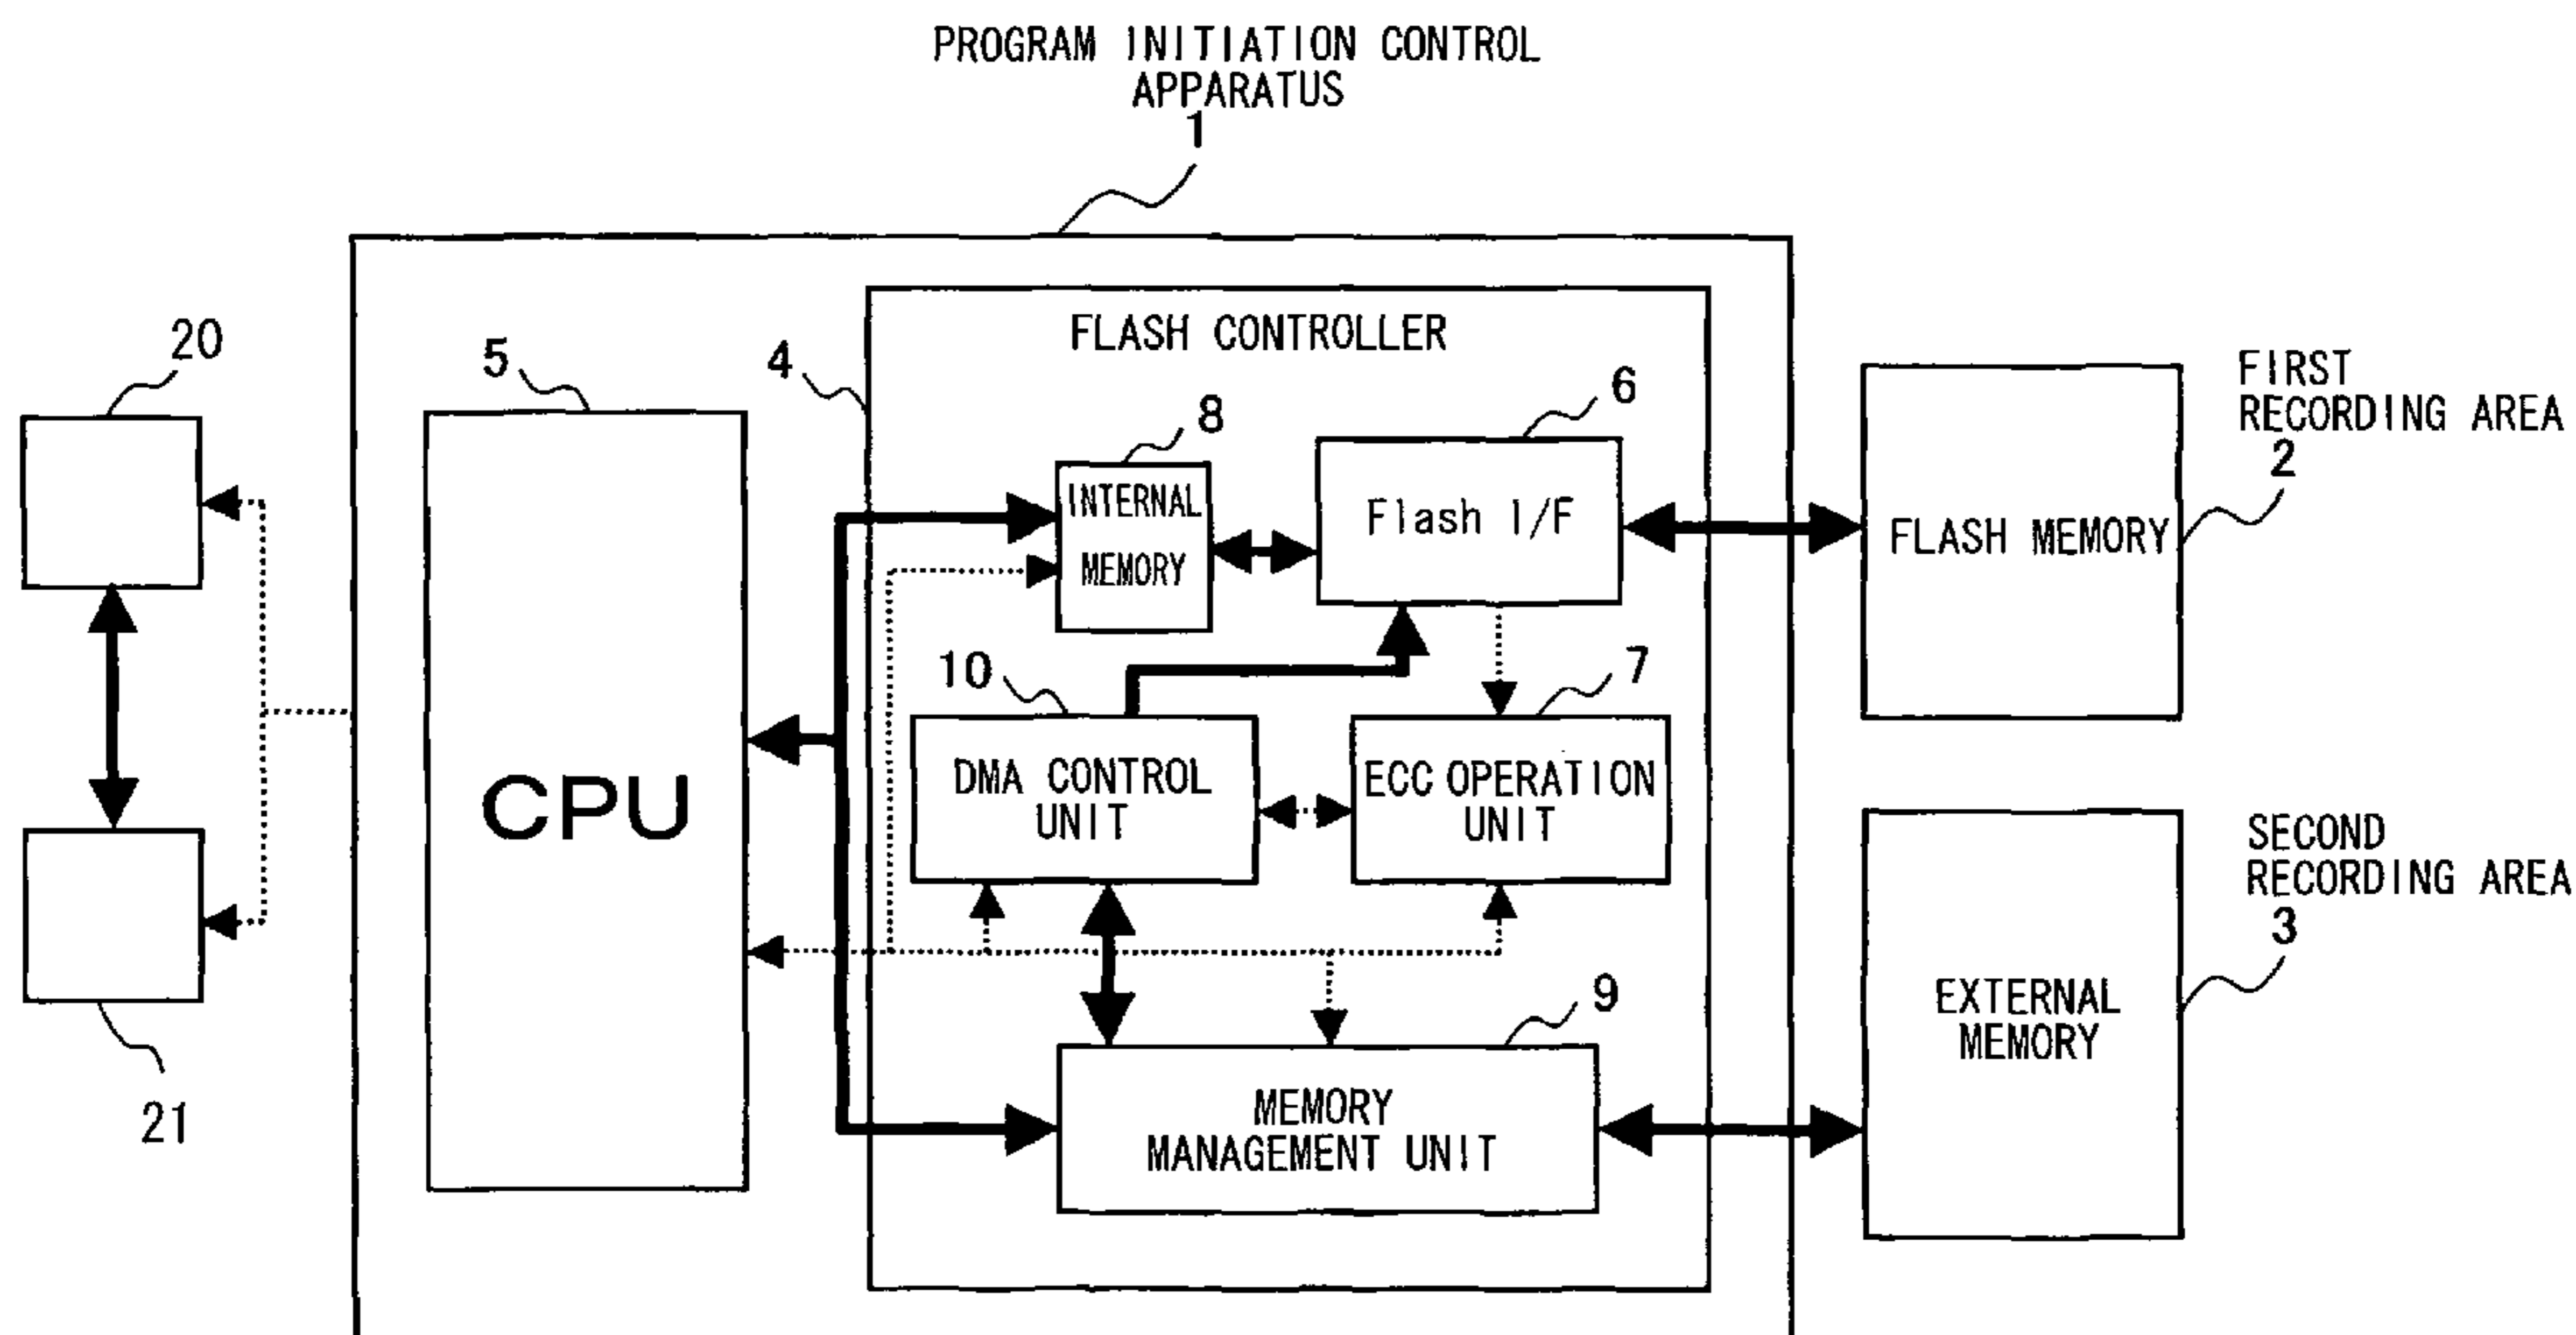 PROGRAM INITIATION CONTROL
APPARATUS
1
FLASH CONTROLLER
20
5
4
8
6
FIRST
RECORDING AREA
2
INTERNAL
MEMORY
Flash I/F
FLASH MEMORY
10
7
CPU
DMA CONTROL
UNIT
ECC OPERATION
UNIT
SECOND
RECORDING AREA
3
9
EXTERNAL
MEMORY
21
MEMORY
MANAGEMENT UNIT